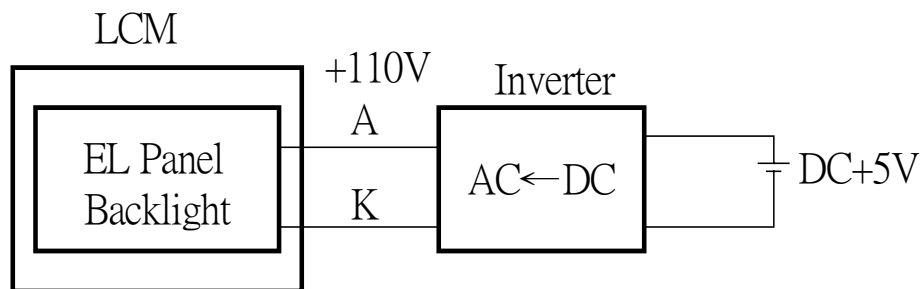 LCM
+110V
Inverter
A
EL Panel
Backlight
AC←DC
DC+5V
K